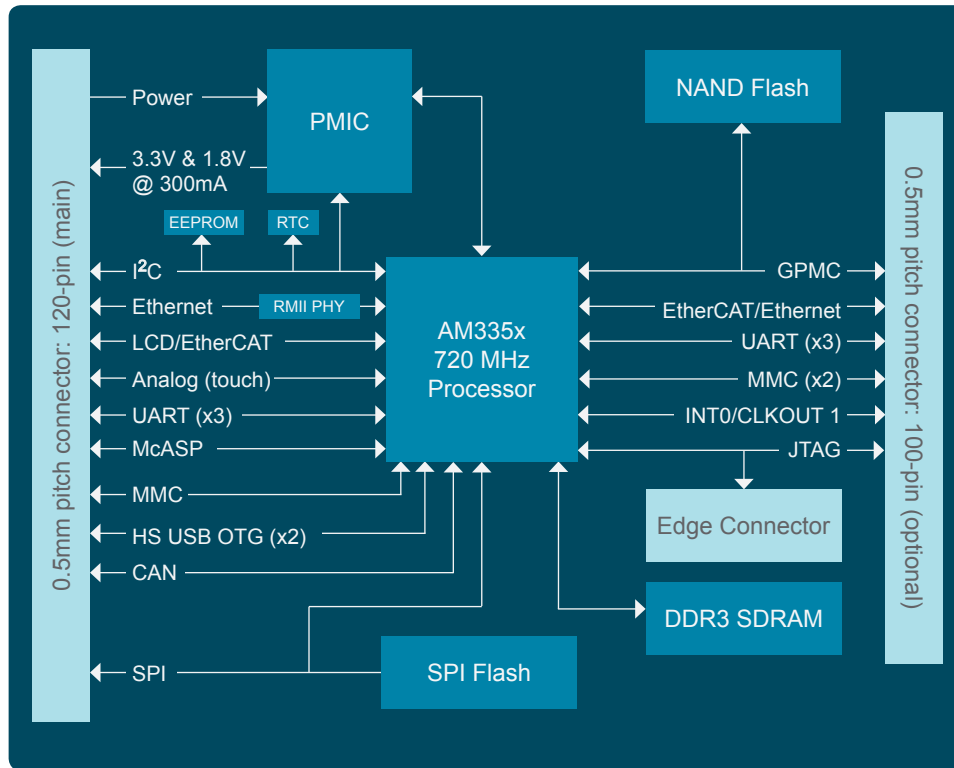 0.5mm pitch connector: 120-pin (main)
Power
PMIC
3.3V & 1.8V
@ 300mA
EEPROM
RTC
I²C
Ethernet
RMII PHY
LCD/EtherCAT
Analog (touch)
UART (x3)
McASP
MMC
HS USB OTG (x2)
CAN
SPI
AM335x
720 MHz
Processor
SPI Flash
NAND Flash
GPMC
EtherCAT/Ethernet
UART (x3)
MMC (x2)
INT0/CLKOUT 1
JTAG
Edge Connector
DDR3 SDRAM
0.5mm pitch connector: 100-pin (optional)